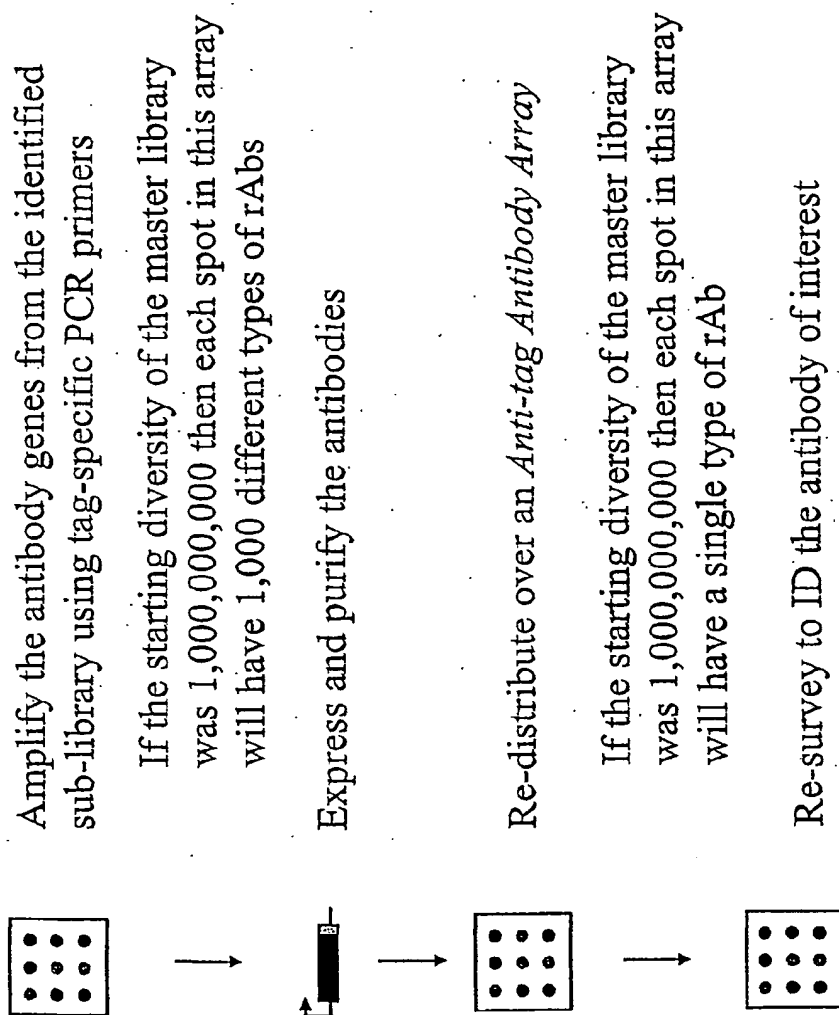 Amplify the antibody genes from the identified
sub-library using tag-specific PCR primers
If the starting diversity of the master library
was 1,000,000,000 then each spot in this array
will have 1,000 different types of rAbs
Express and purify the antibodies
Re-distribute over an Anti-tag Antibody Array
If the starting diversity of the master library
was 1,000,000,000 then each spot in this array
will have a single type of rAb
Re-survey to ID the antibody of interest